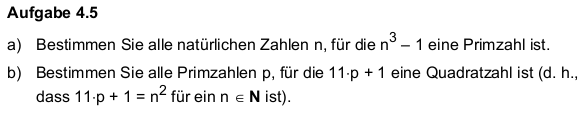 Aufgabe 4.5
a) Bestimmen Sie alle natürlichen Zahlen n, für die n³ – 1 eine Primzahl ist.
b) Bestimmen Sie alle Primzahlen p, für die 11·p + 1 eine Quadratzahl ist (d. h.,
dass 11·p + 1 = n² für ein n ∈ N ist).